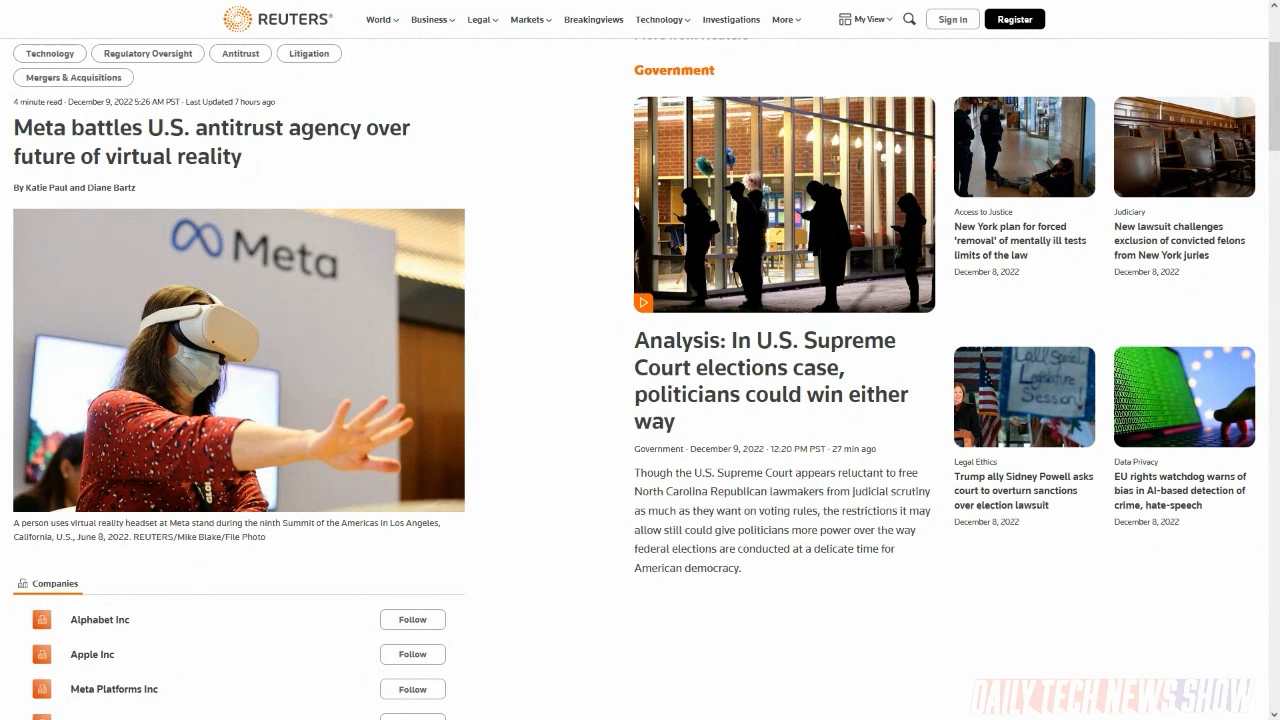 REUTERS®
World
Business
Legal
Markets
Breakingviews
Technology
Investigations
More
My View
Sign In
Register
Technology
Regulatory Oversight
Antitrust
Litigation
Mergers & Acquisitions
4 minute read · December 9, 2022 5:26 AM PST · Last Updated 7 hours ago
Meta battles U.S. antitrust agency over
future of virtual reality
By Katie Paul and Diane Bartz
Meta
A person uses virtual reality headset at Meta stand during the ninth Summit of the Americas in Los Angeles,
California, U.S., June 8, 2022. REUTERS/Mike Blake/File Photo
Companies
Alphabet Inc
Follow
Apple Inc
Follow
Meta Platforms Inc
Follow
Government
Analysis: In U.S. Supreme
Court elections case,
politicians could win either
way
Government · December 9, 2022 · 12:20 PM PST · 27 min ago
Though the U.S. Supreme Court appears reluctant to free
North Carolina Republican lawmakers from judicial scrutiny
as much as they want on voting rules, the restrictions it may
allow still could give politicians more power over the way
federal elections are conducted at a delicate time for
American democracy.
Access to Justice
New York plan for forced
'removal' of mentally ill tests
limits of the law
December 8, 2022
Judiciary
New lawsuit challenges
exclusion of convicted felons
from New York juries
December 8, 2022
Call Special
Legislature
Session!
Legal Ethics
Trump ally Sidney Powell asks
court to overturn sanctions
over election lawsuit
December 8, 2022
Data Privacy
EU rights watchdog warns of
bias in AI-based detection of
crime, hate-speech
December 8, 2022
DAILY TECH NEWS SHOW